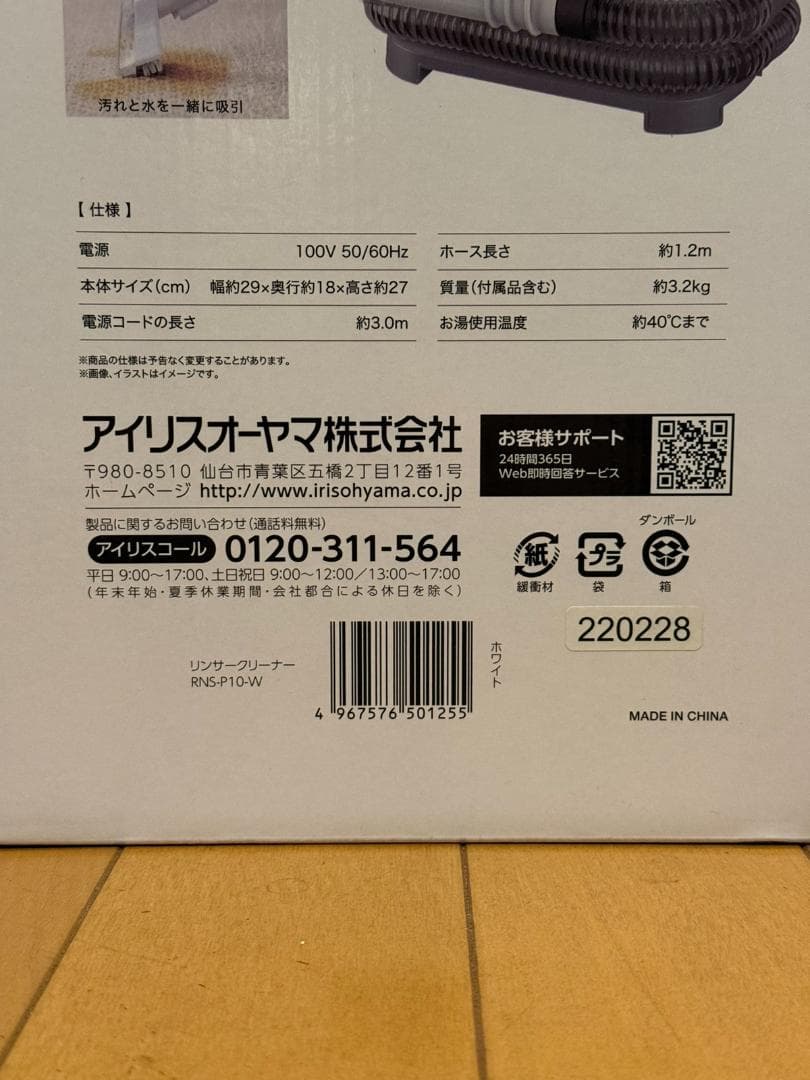 汚れと水を一緒に吸引
【 仕様 】
電源 100V 50/60Hz
本体サイズ(cm) 幅約29×奥行約18×高さ約27
電源コードの長さ 約3.0m
ホース長さ 約1.2m
質量(付属品含む) 約3.2kg
お湯使用温度 約40℃まで
※商品の仕様は予告なく変更することがあります。
※画像、イラストはイメージです。
アイリスオーヤマ株式会社
〒980-8510 仙台市青葉区五橋2丁目12番1号
ホームページ http://www.irisohyama.co.jp
製品に関するお問い合わせ(通話料無料)
アイリスコール 0120-311-564
平日 9:00〜17:00、土日祝日 9:00〜12:00/13:00〜17:00
(年末年始・夏季休業期間・会社都合による休日を除く)
お客様サポート
24時間365日
Web即時回答サービス
ダンボール
紙 プラ
緩衝材 袋 箱
220228
リンサークリーナー
RNS-P10-W
ホワイト
4 967576 501255
MADE IN CHINA